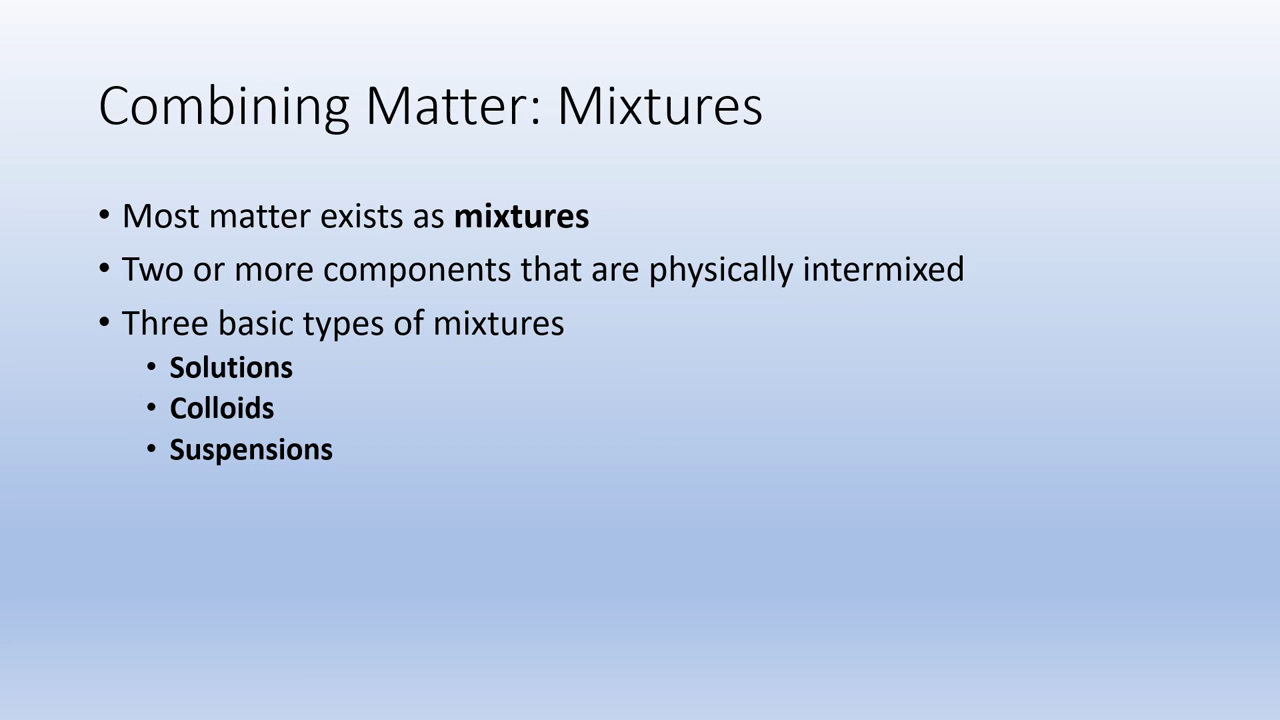 Combining Matter: Mixtures
• Most matter exists as mixtures
• Two or more components that are physically intermixed
• Three basic types of mixtures
• Solutions
• Colloids
• Suspensions